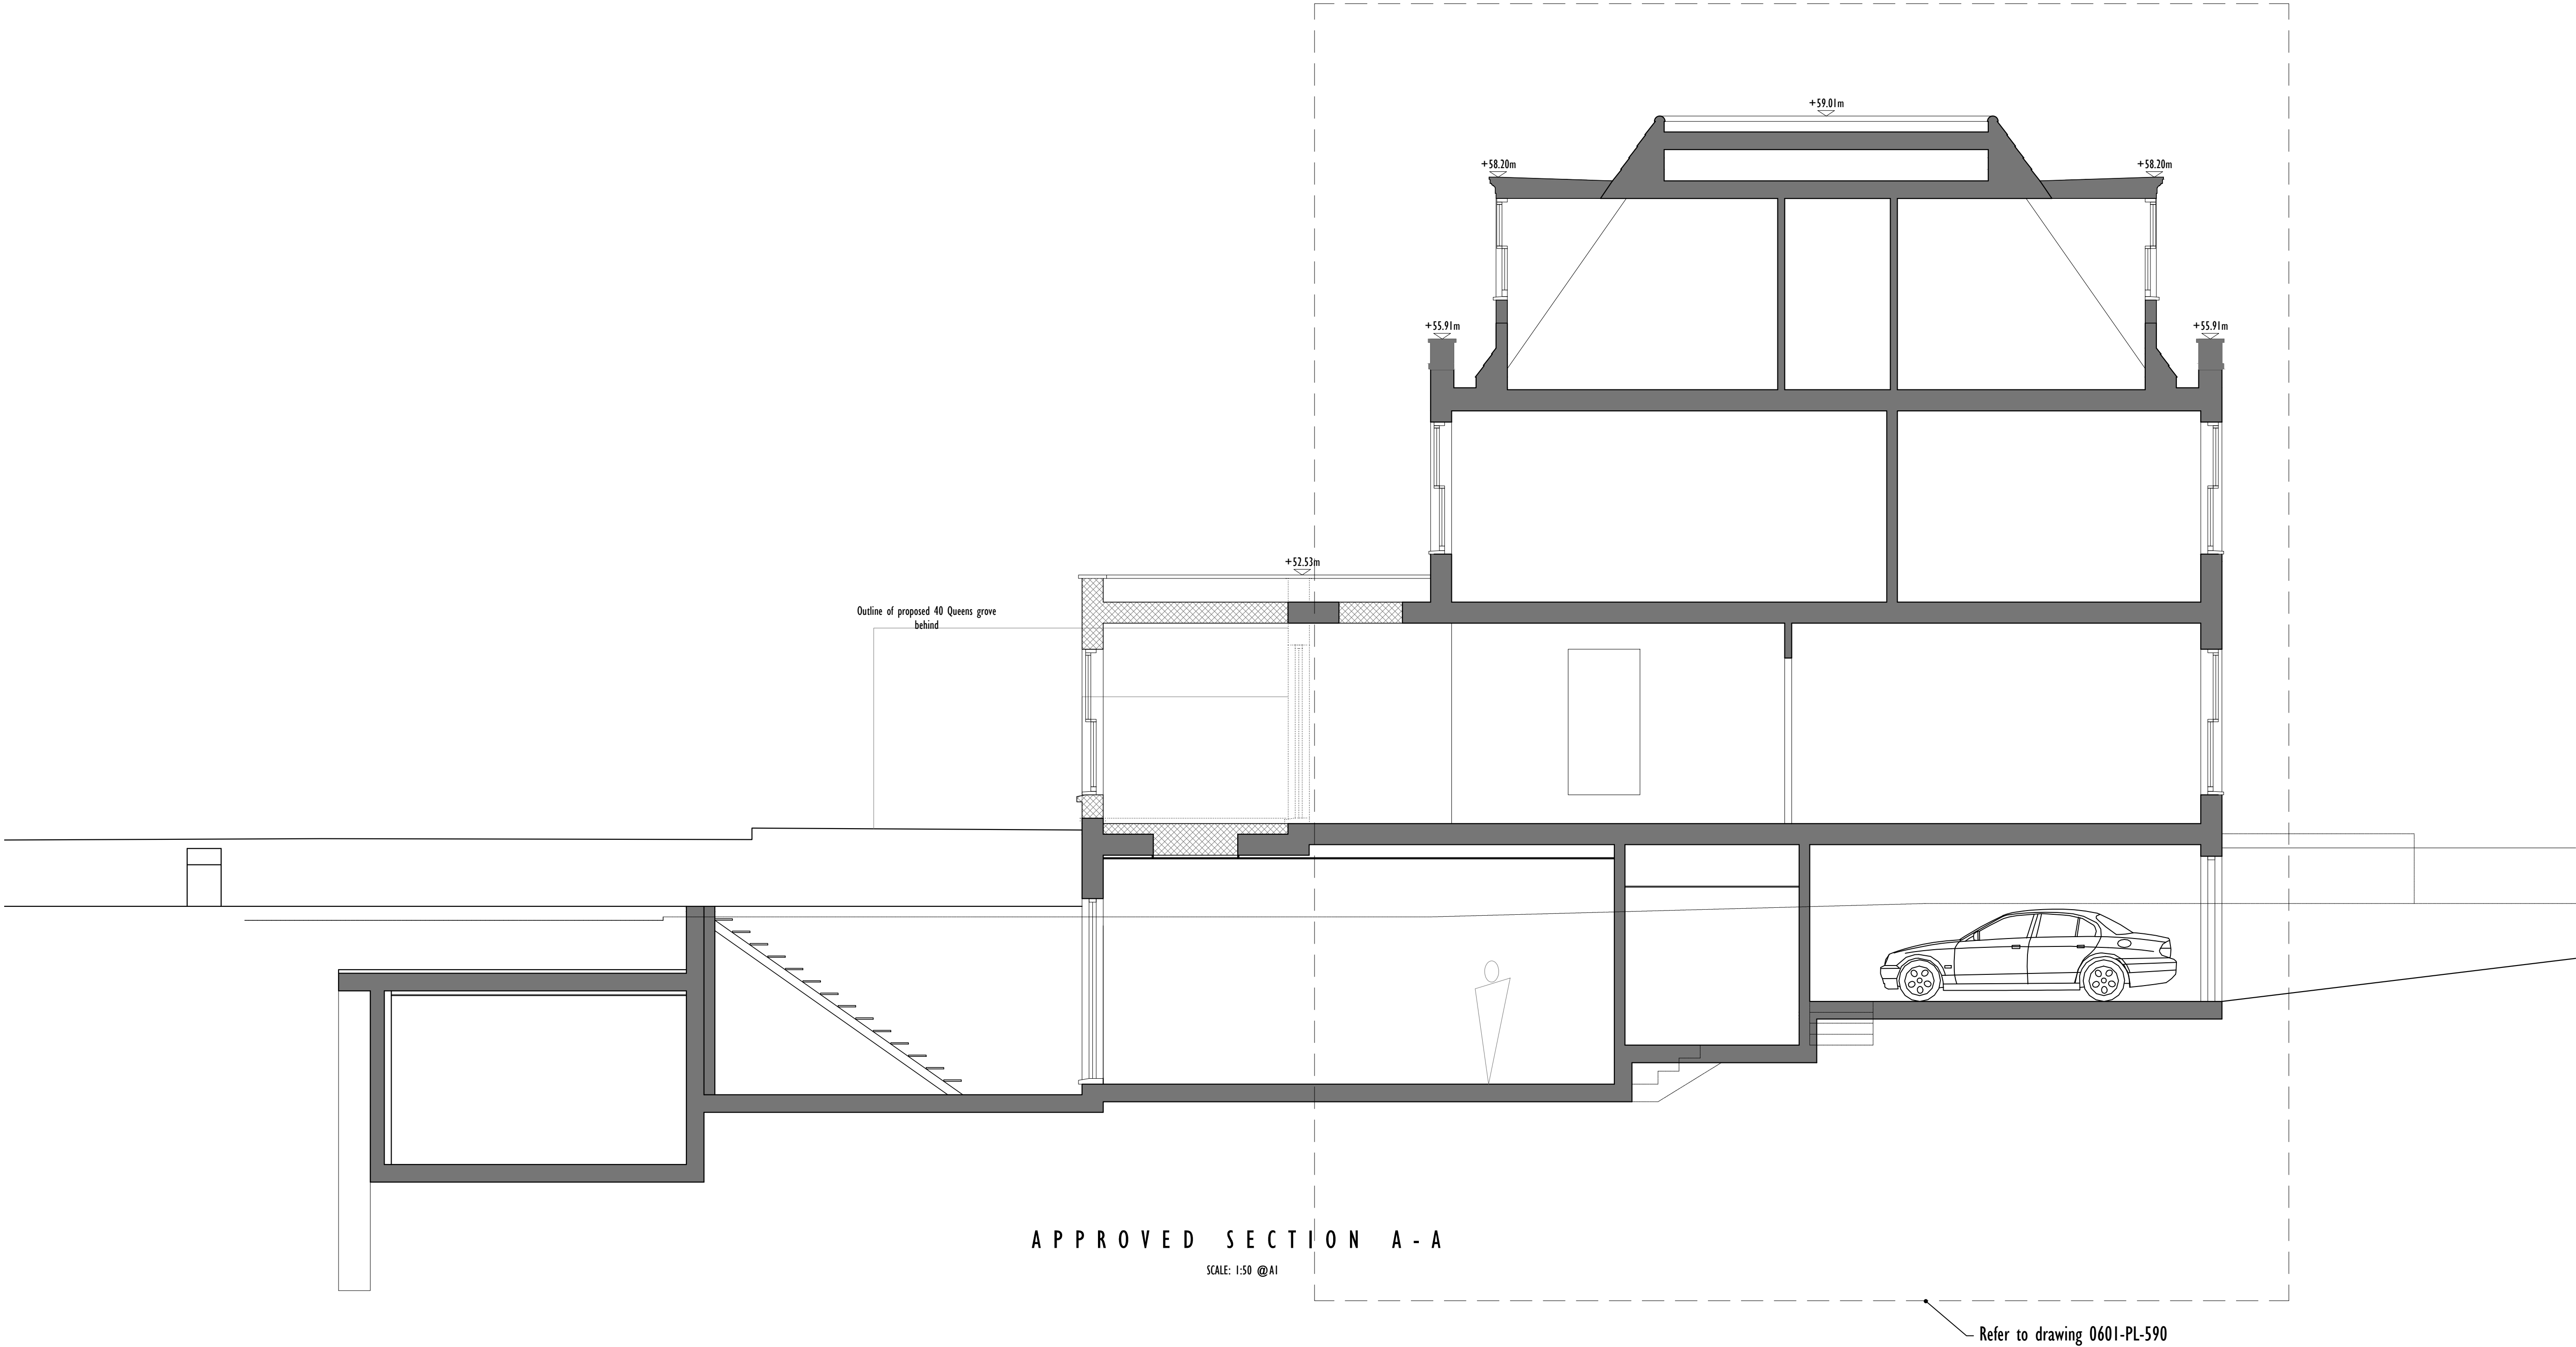 +59.01m
+58.20m
+58.20m
+55.91m
+55.91m
+52.53m
Outline of proposed 40 Queens grove
behind
APPROVED SECTION A-A
SCALE: 1:50 @A1
Refer to drawing 0601-PL-590